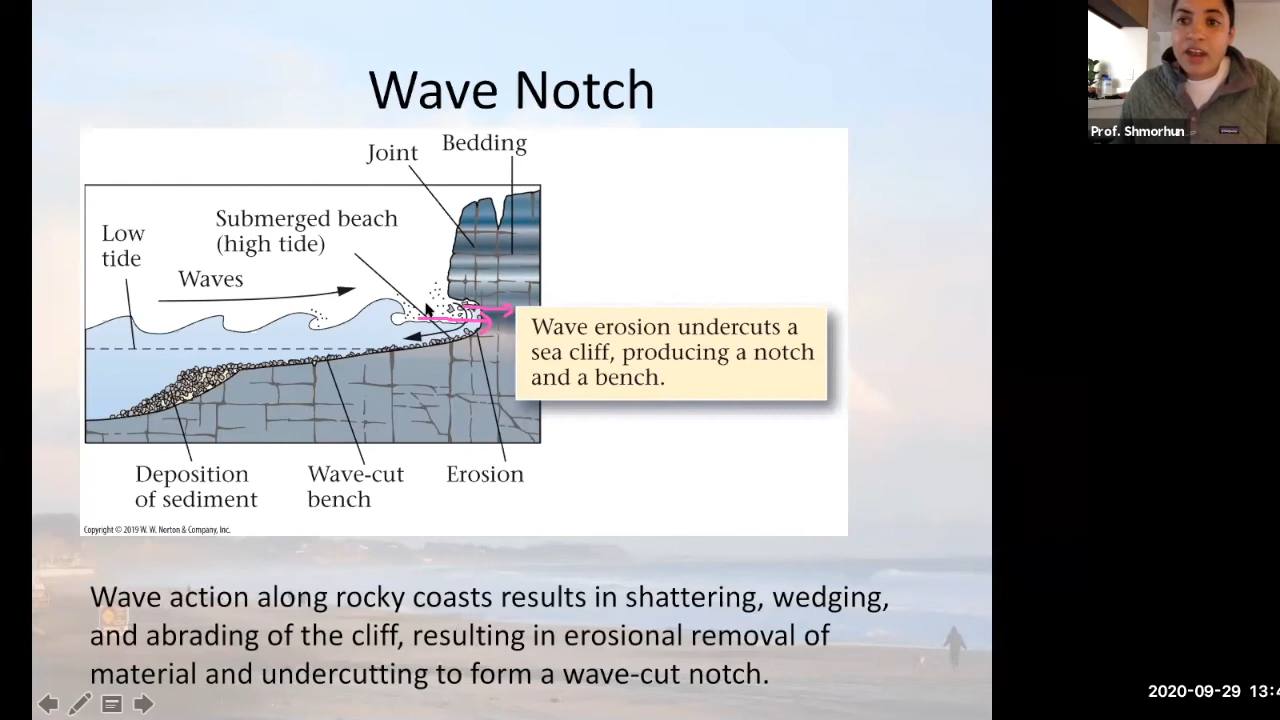 Wave Notch
Joint
Bedding
Submerged beach
(high tide)
Low
tide
Waves
Wave erosion undercuts a
sea cliff, producing a notch
and a bench.
Deposition
of sediment
Wave-cut
bench
Erosion
Copyright © 2019 W. W. Norton & Company, Inc.
Wave action along rocky coasts results in shattering, wedging,
and abrading of the cliff, resulting in erosional removal of
material and undercutting to form a wave-cut notch.
Prof. Shmorhun
2020-09-29 13:4